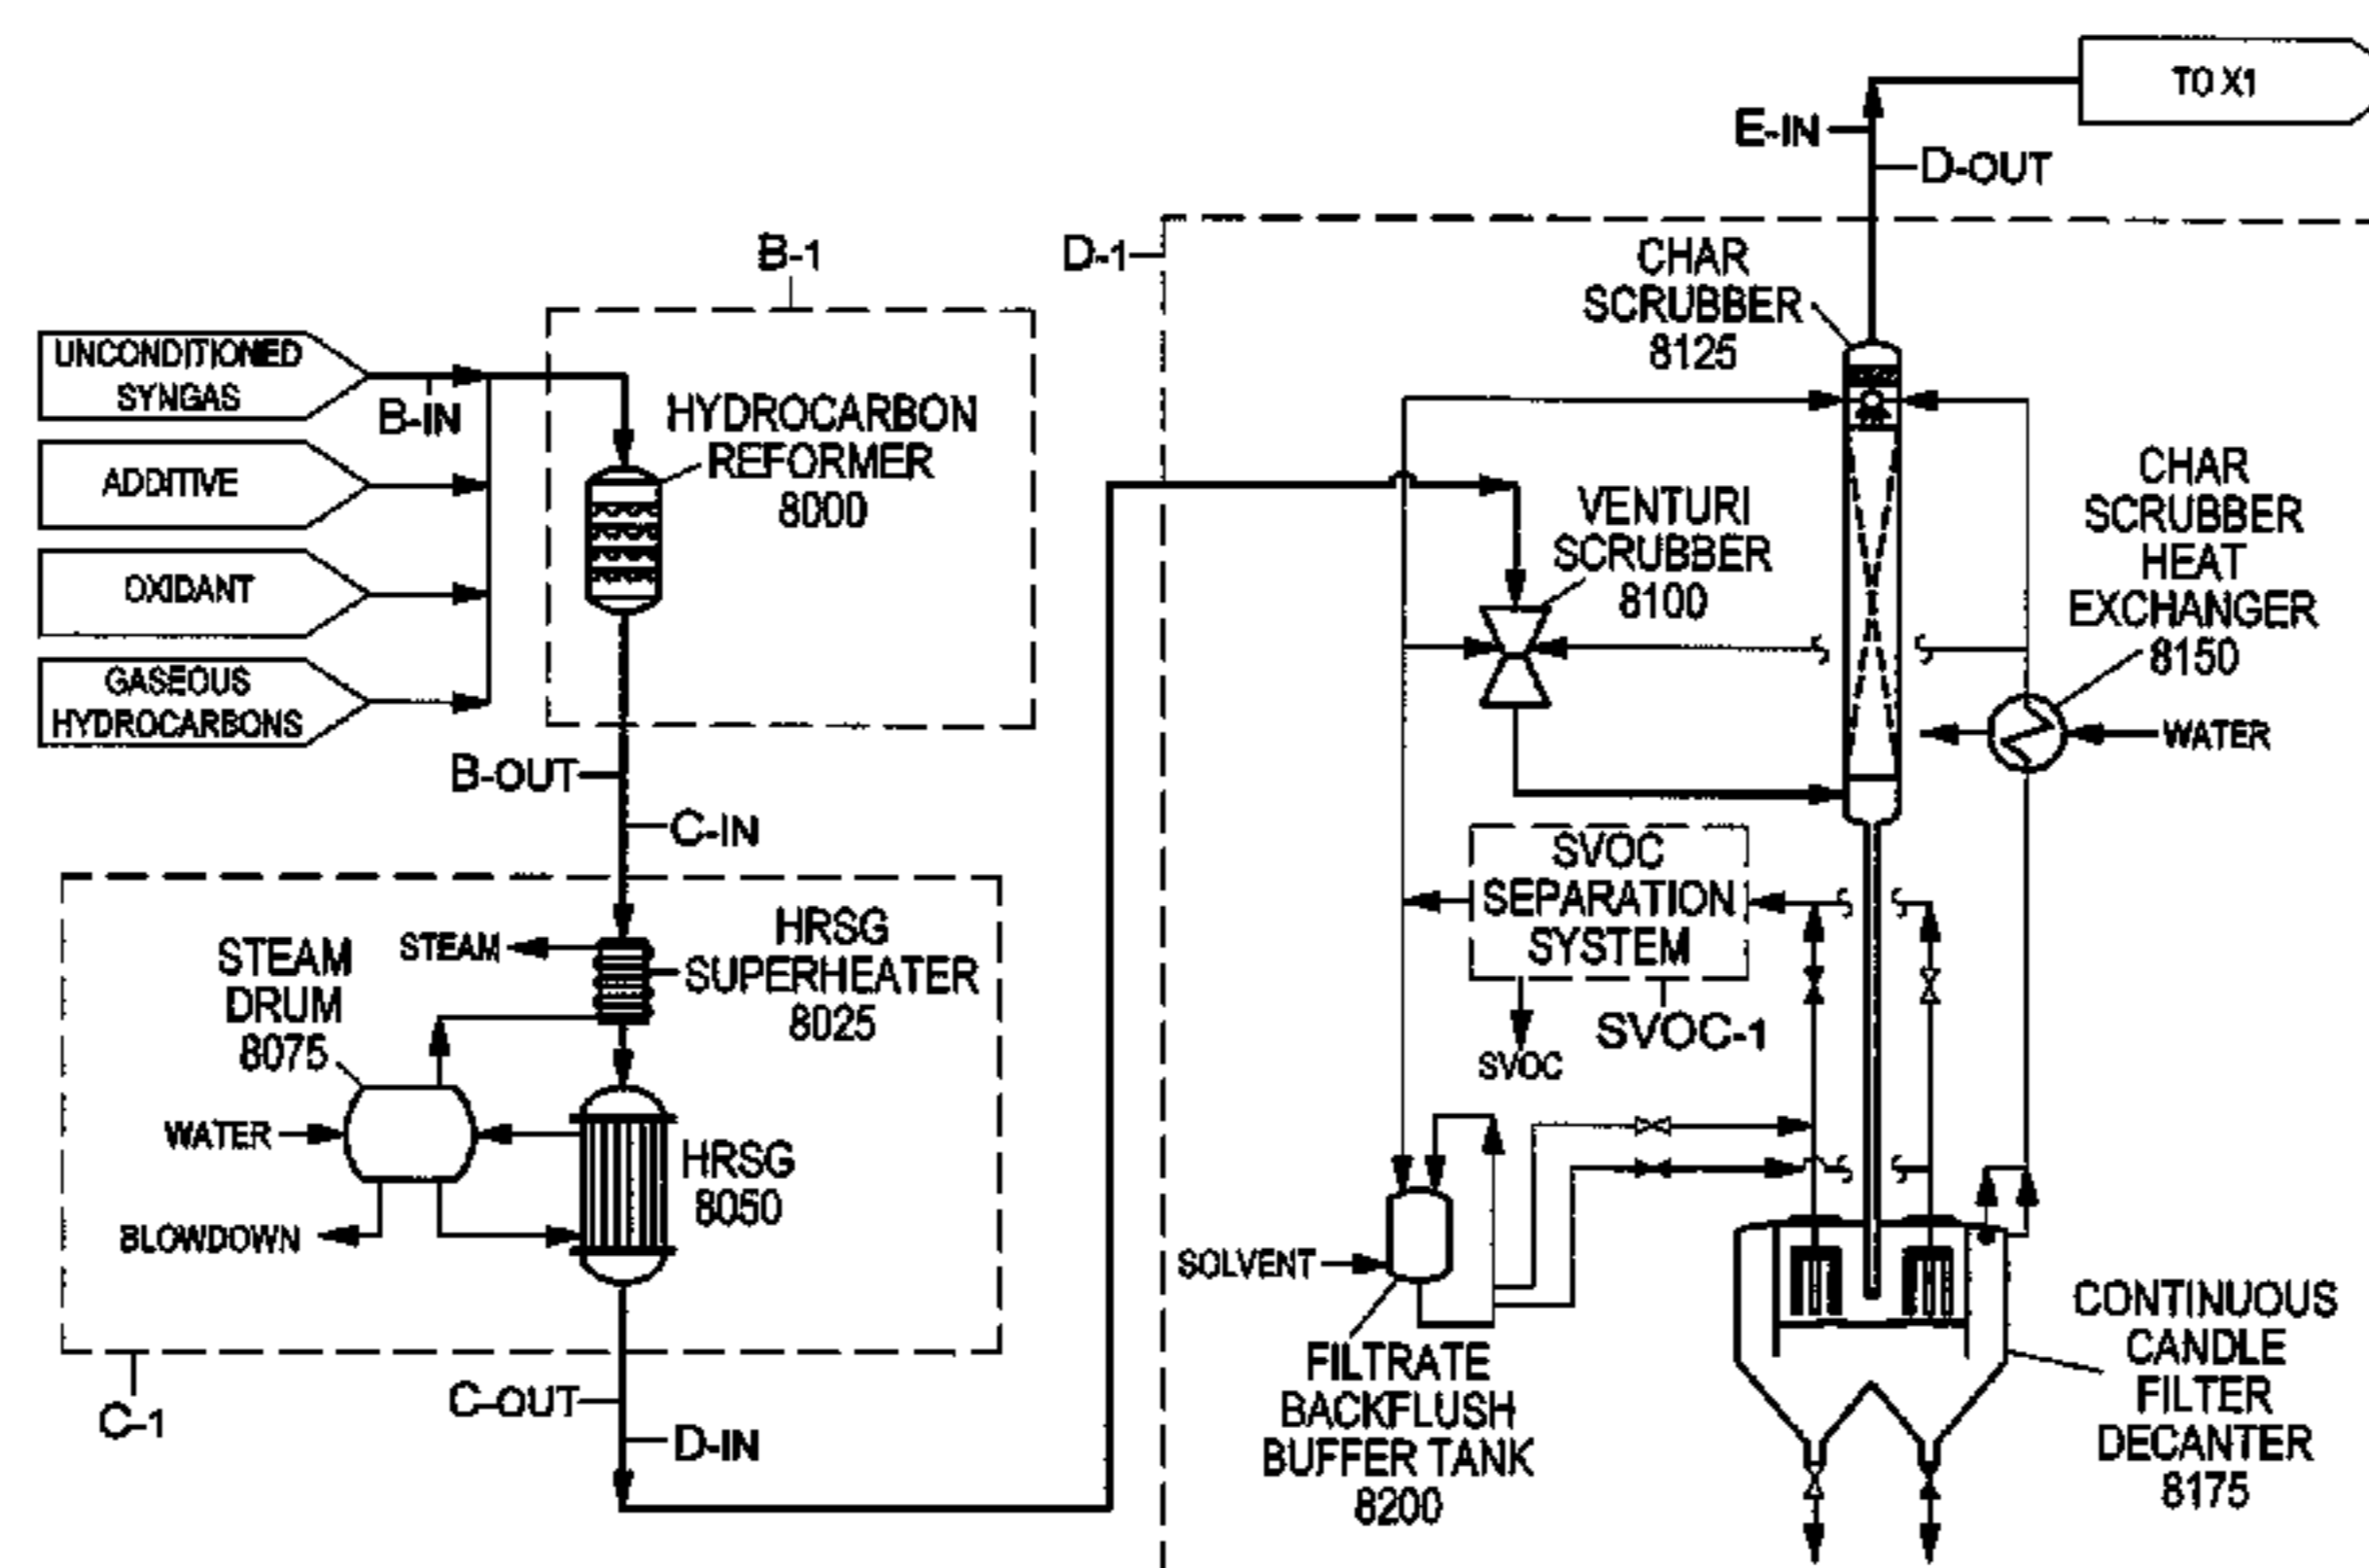 TO X1
E-IN
D-OUT
B-1
D-1
CHAR
SCRUBBER
8125
UNCONDITIONED
SYNGAS
B-IN
HYDROCARBON
REFORMER
8000
ADDITIVE
OXIDANT
GASEOUS
HYDROCARBONS
VENTURI
SCRUBBER
8100
CHAR
SCRUBBER
HEAT
EXCHANGER
8150
WATER
B-OUT
C-IN
STEAM
DRUM
8075
STEAM
HRSG
SUPERHEATER
8025
SVOC
SEPARATION
SYSTEM
SVOC-1
SVOC
WATER
HRSG
8050
BLOWDOWN
SOLVENT
C-OUT
C-1
D-IN
FILTRATE
BACKFLUSH
BUFFER TANK
8200
CONTINUOUS
CANDLE
FILTER
DECANTER
8175